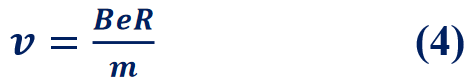 v = BeR/m (4)